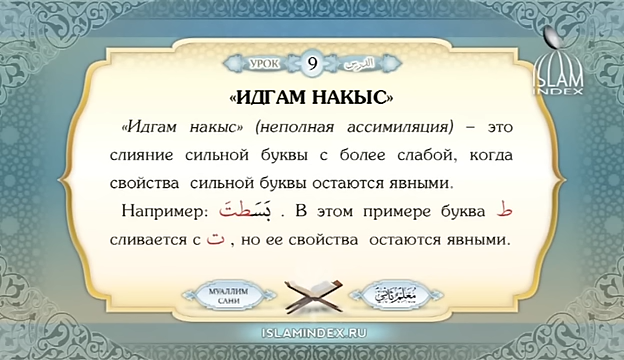 УРОК 9 الدرس
ISLAM
INDEX
«ИДГАМ НАКЫС»
«Идгам накыс» (неполная ассимиляция) – это
слияние сильной буквы с более слабой, когда
свойства сильной буквы остаются явными.
Например: بَسَطتَ . В этом примере буква ط
сливается с ت , но ее свойства остаются явными.
МУАЛЛИМ
САНИ
معلم ثاني
ISLAMINDEX.RU